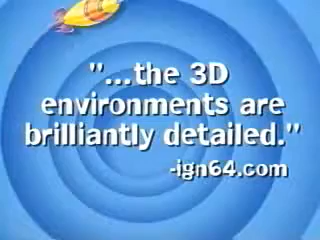 "...the 3D
environments are
brilliantly detailed."
-ign64.com